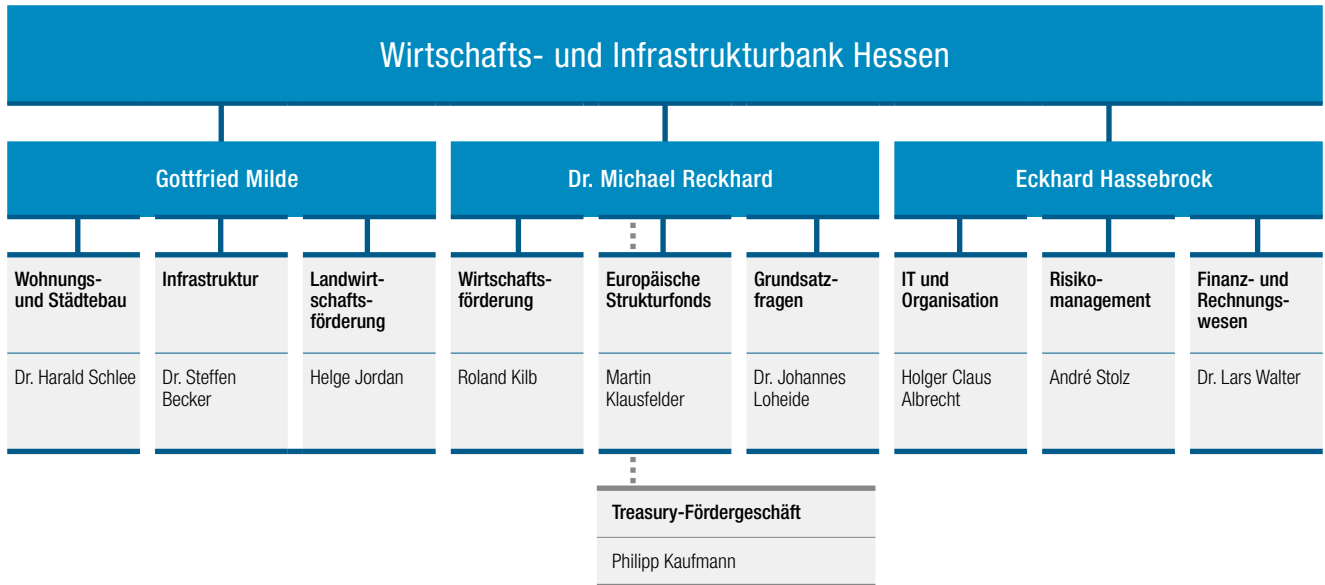 Wirtschafts- und Infrastrukturbank Hessen
Gottfried Milde
Dr. Michael Reckhard
Eckhard Hassebrock
Wohnungs-
und Städtebau
Dr. Harald Schlee
Infrastruktur
Dr. Steffen
Becker
Landwirt-
schafts-
förderung
Helge Jordan
Wirtschafts-
förderung
Roland Kilb
Europäische
Strukturfonds
Martin
Klausfelder
Grundsatz-
fragen
Dr. Johannes
Loheide
IT und
Organisation
Holger Claus
Albrecht
Risiko-
management
André Stolz
Finanz- und
Rechnungs-
wesen
Dr. Lars Walter
Treasury-Fördergeschäft
Philipp Kaufmann